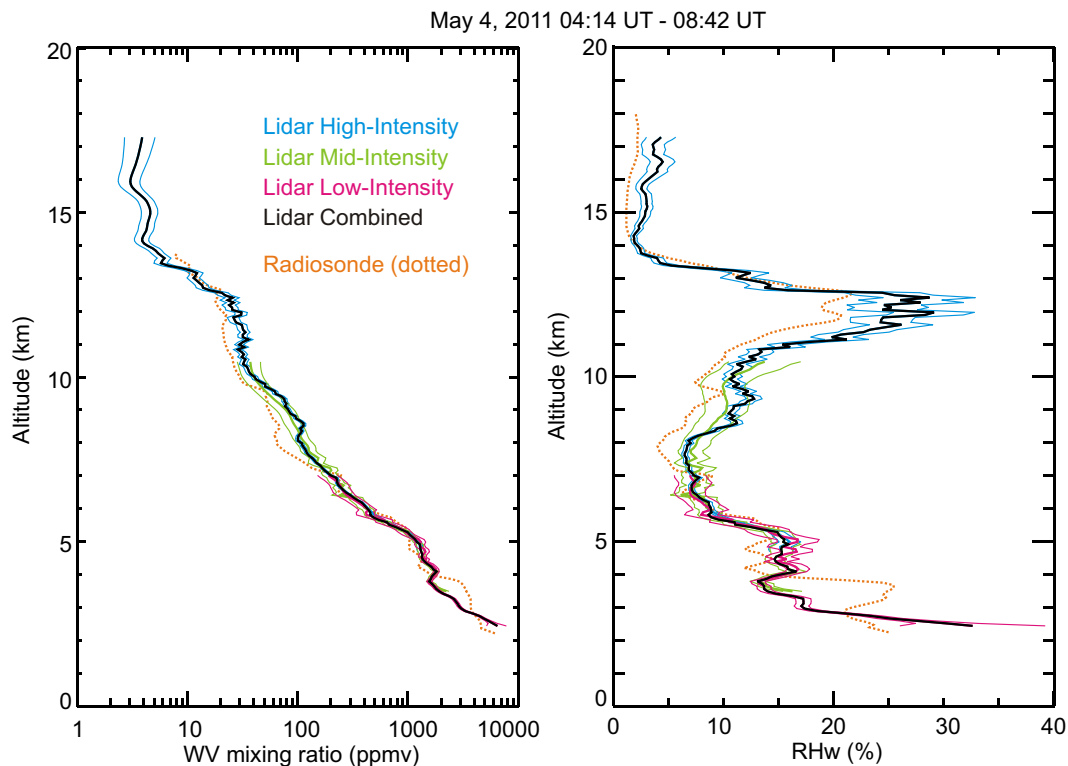 May 4, 2011 04:14 UT - 08:42 UT
20
15
10
5
0
Altitude (km)
1
10
100
1000
10000
WV mixing ratio (ppmv)
Lidar High-Intensity
Lidar Mid-Intensity
Lidar Low-Intensity
Lidar Combined
Radiosonde (dotted)
20
15
10
5
0
Altitude (km)
0
10
20
30
40
RHw (%)